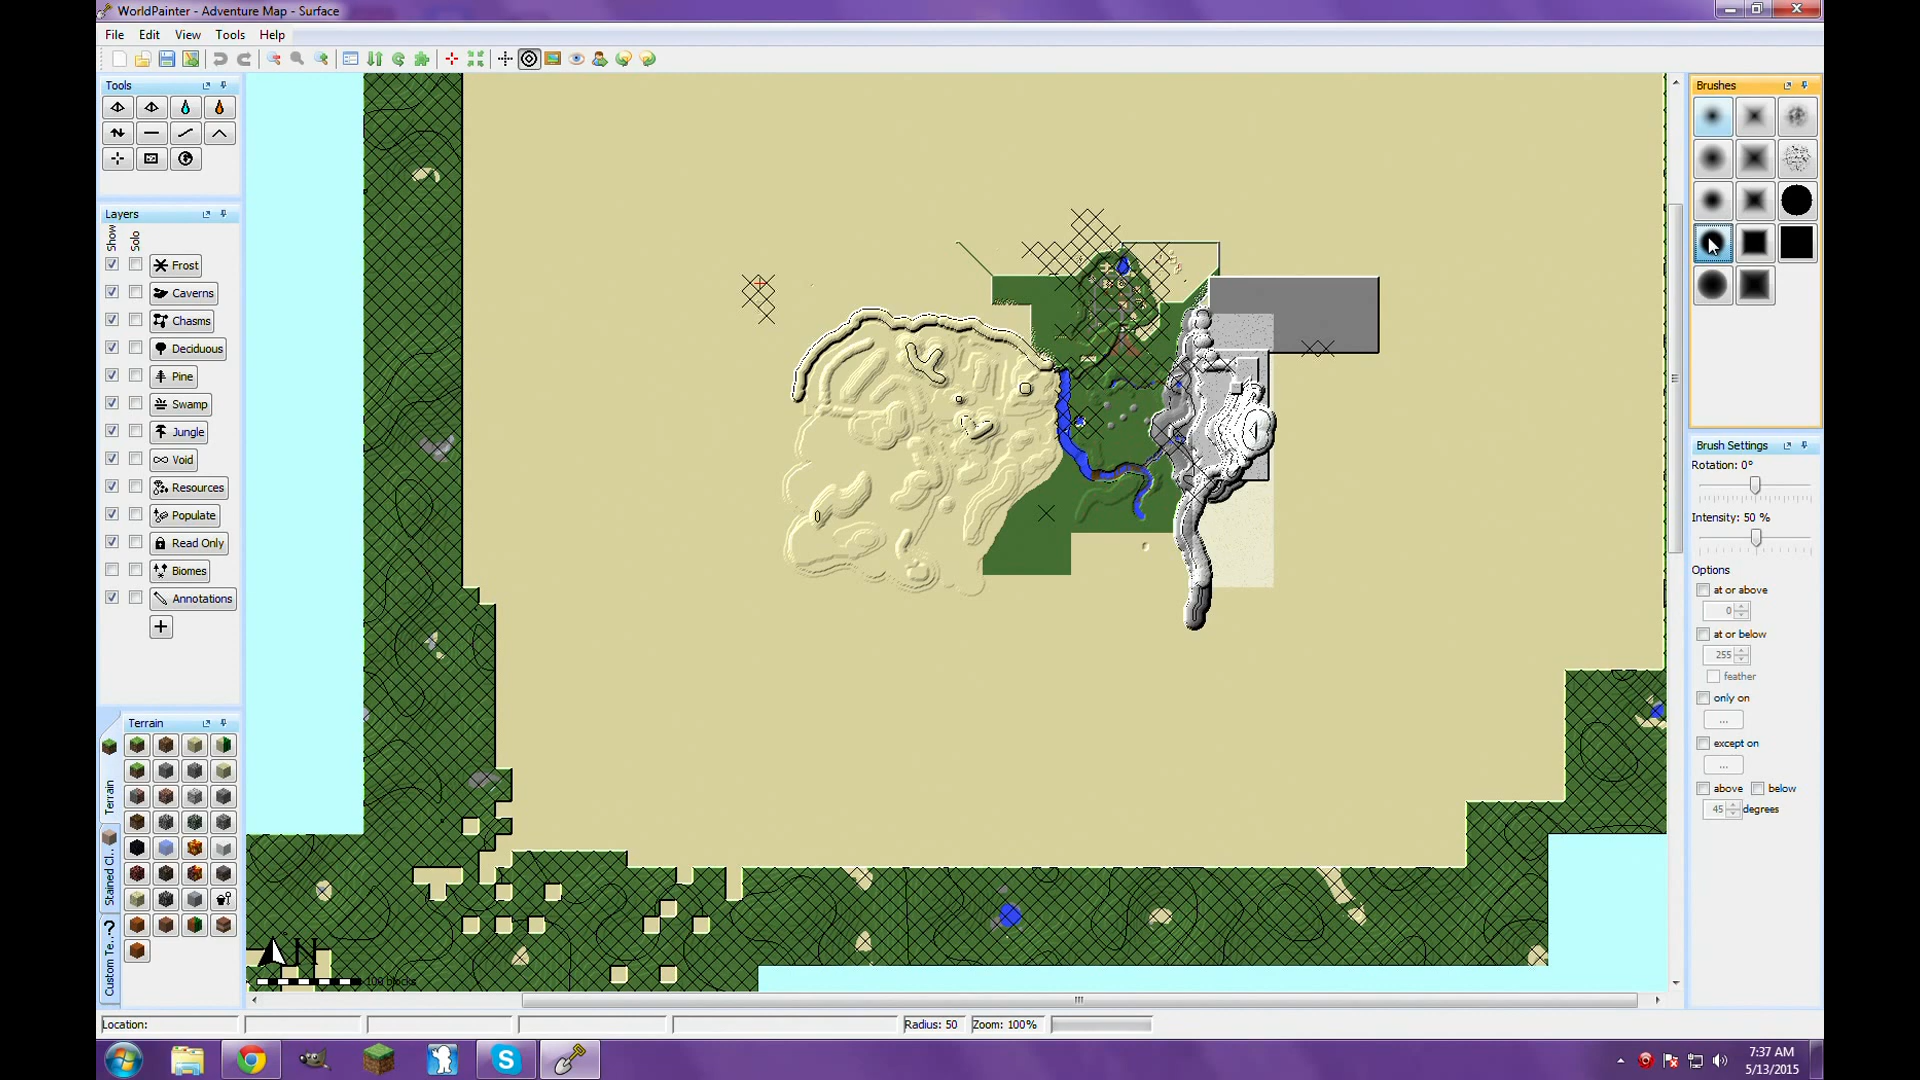 WorldPainter - Adventure Map - Surface
File Edit View Tools Help
Tools
Layers
Show
Solo
Frost
Caverns
Chasms
Deciduous
Pine
Swamp
Jungle
Void
Resources
Populate
Read Only
Biomes
Annotations
Terrain
Terrain
Stained Cl...
Custom Te...
N
100 blocks
Brushes
Brush Settings
Rotation: 0°
Intensity: 50 %
Options
at or above
0
at or below
255
feather
only on
...
except on
...
above below
45 degrees
Location:
Radius: 50
Zoom: 100%
7:37 AM
5/13/2015